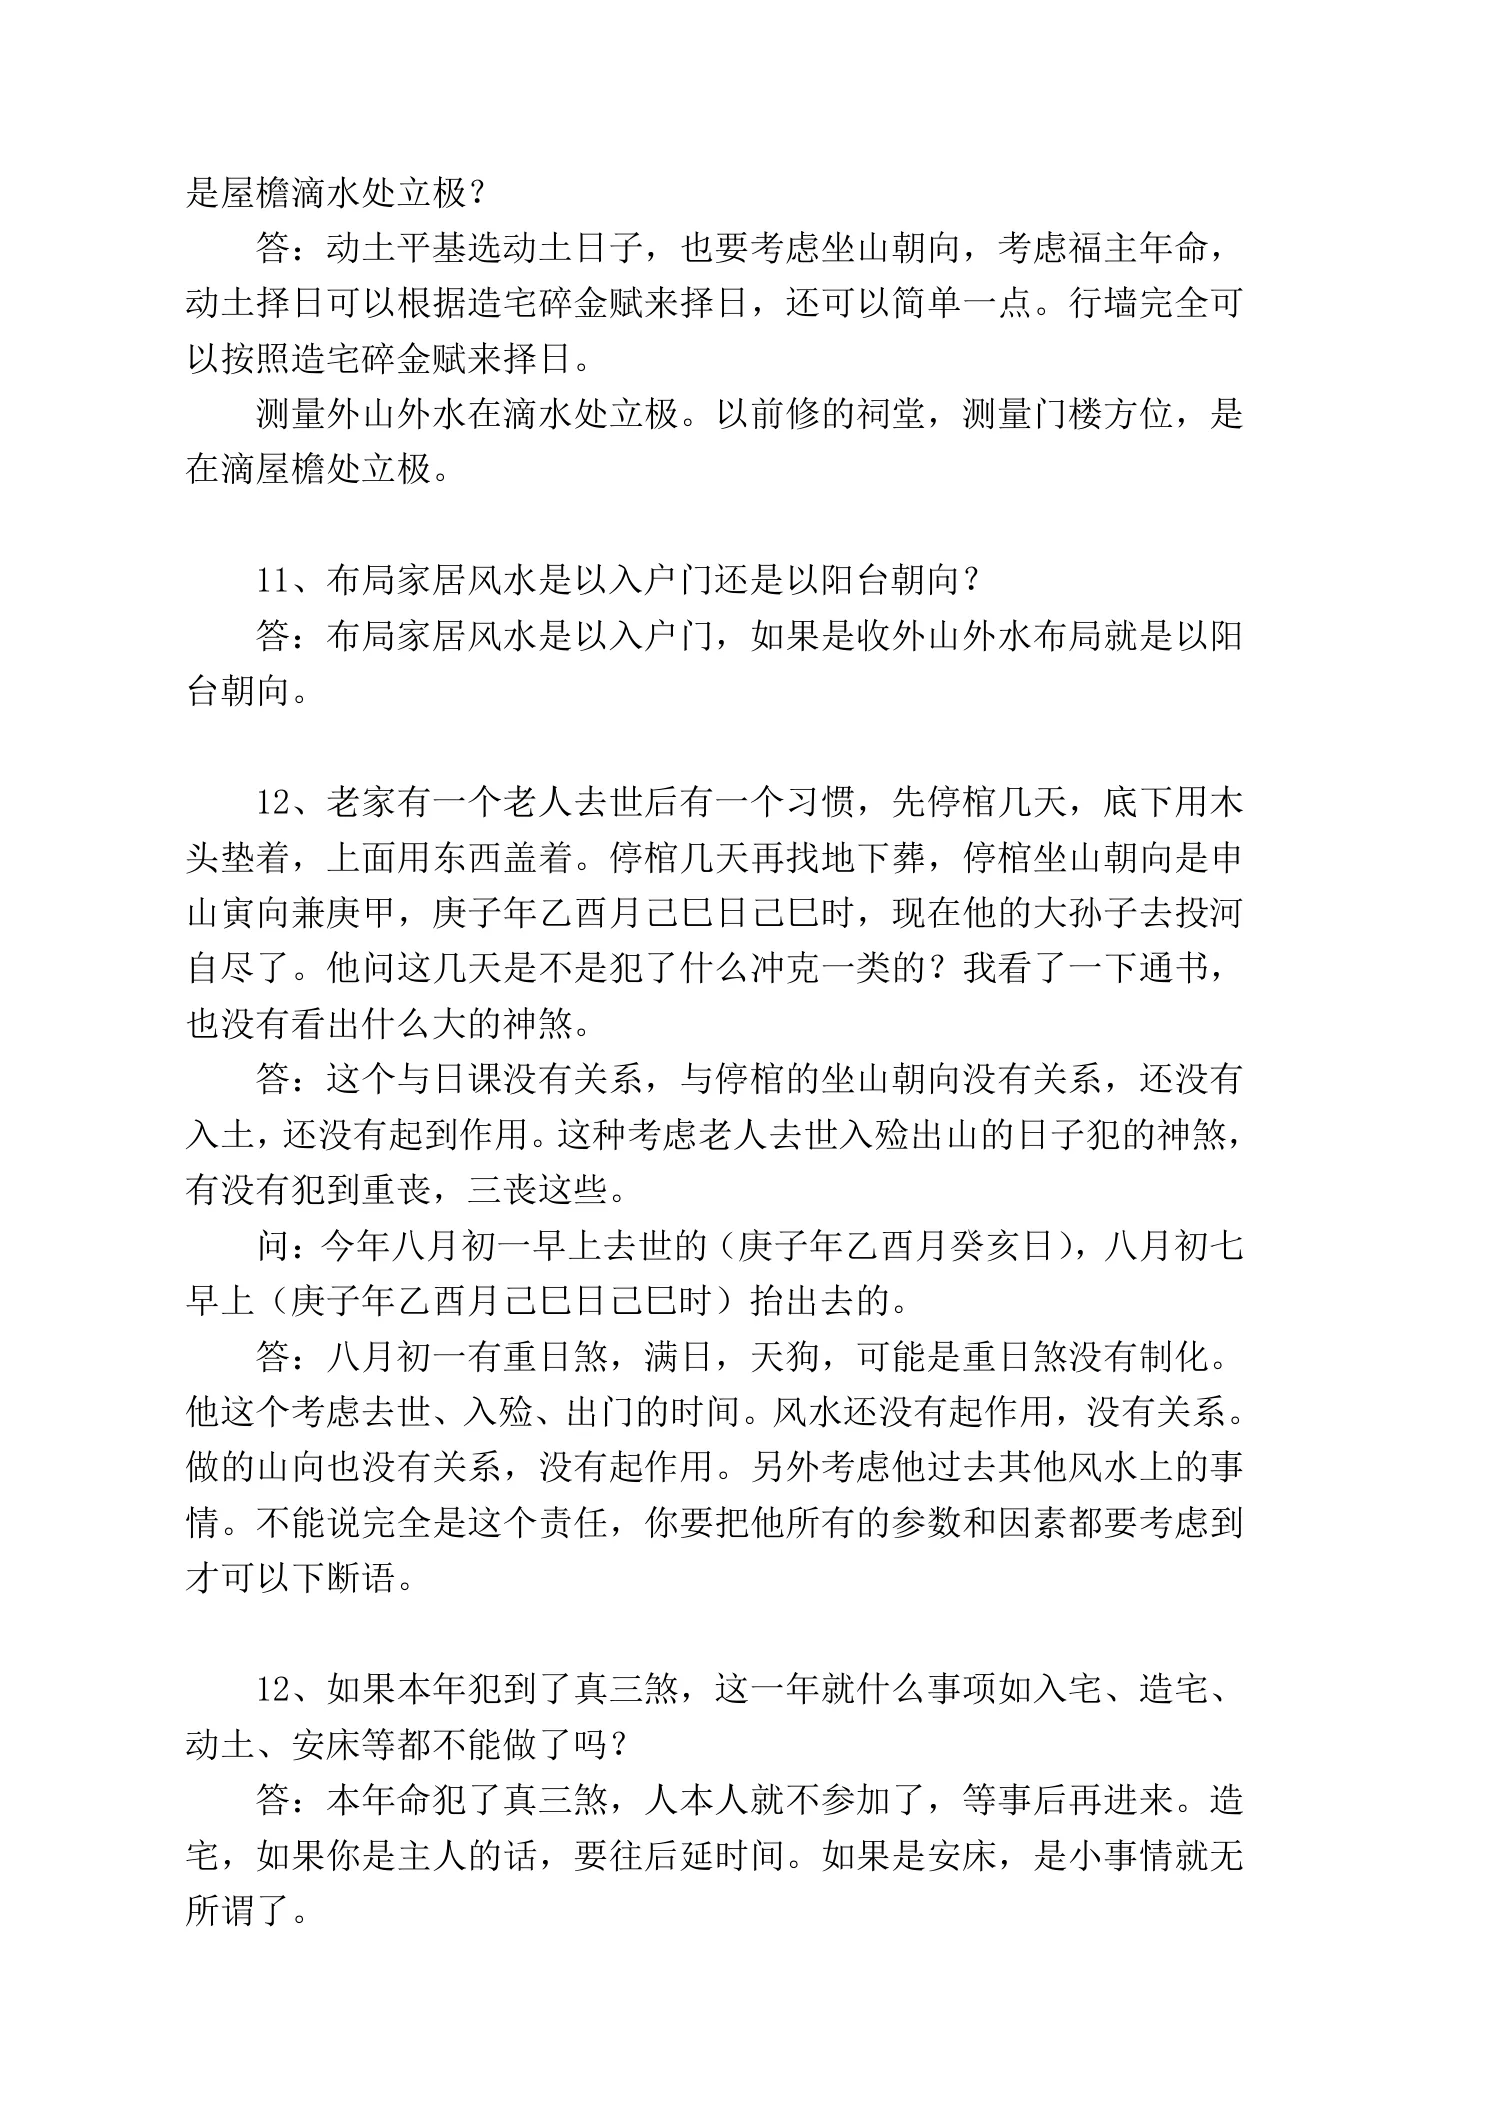 是屋檐滴水处立极？
答：动土平基选动土日子，也要考虑坐山朝向，考虑福主年命，
动土择日可以根据造宅碎金赋来择日，还可以简单一点。行墙完全可
以按照造宅碎金赋来择日。
测量外山外水在滴水处立极。以前修的祠堂，测量门楼方位，是
在滴屋檐处立极。
11、布局家居风水是以入户门还是以阳台朝向？
答：布局家居风水是以入户门，如果是收外山外水布局就是以阳
台朝向。
12、老家有一个老人去世后有一个习惯，先停棺几天，底下用木
头垫着，上面用东西盖着。停棺几天再找地下葬，停棺坐山朝向是申
山寅向兼庚甲，庚子年乙酉月己巳日己巳时，现在他的大孙子去投河
自尽了。他问这几天是不是犯了什么冲克一类的？我看了一下通书，
也没有看出什么大的神煞。
答：这个与日课没有关系，与停棺的坐山朝向没有关系，还没有
入土，还没有起到作用。这种考虑老人去世入殓出山的日子犯的神煞，
有没有犯到重丧，三丧这些。
问：今年八月初一早上去世的（庚子年乙酉月癸亥日），八月初七
早上（庚子年乙酉月己巳日己巳时）抬出去的。
答：八月初一有重日煞，满日，天狗，可能是重日煞没有制化。
他这个考虑去世、入殓、出门的时间。风水还没有起作用，没有关系。
做的山向也没有关系，没有起作用。另外考虑他过去其他风水上的事
情。不能说完全是这个责任，你要把他所有的参数和因素都要考虑到
才可以下断语。
12、如果本年犯到了真三煞，这一年就什么事项如入宅、造宅、
动土、安床等都不能做了吗？
答：本年命犯了真三煞，人本人就不参加了，等事后再进来。造
宅，如果你是主人的话，要往后延时间。如果是安床，是小事情就无
所谓了。